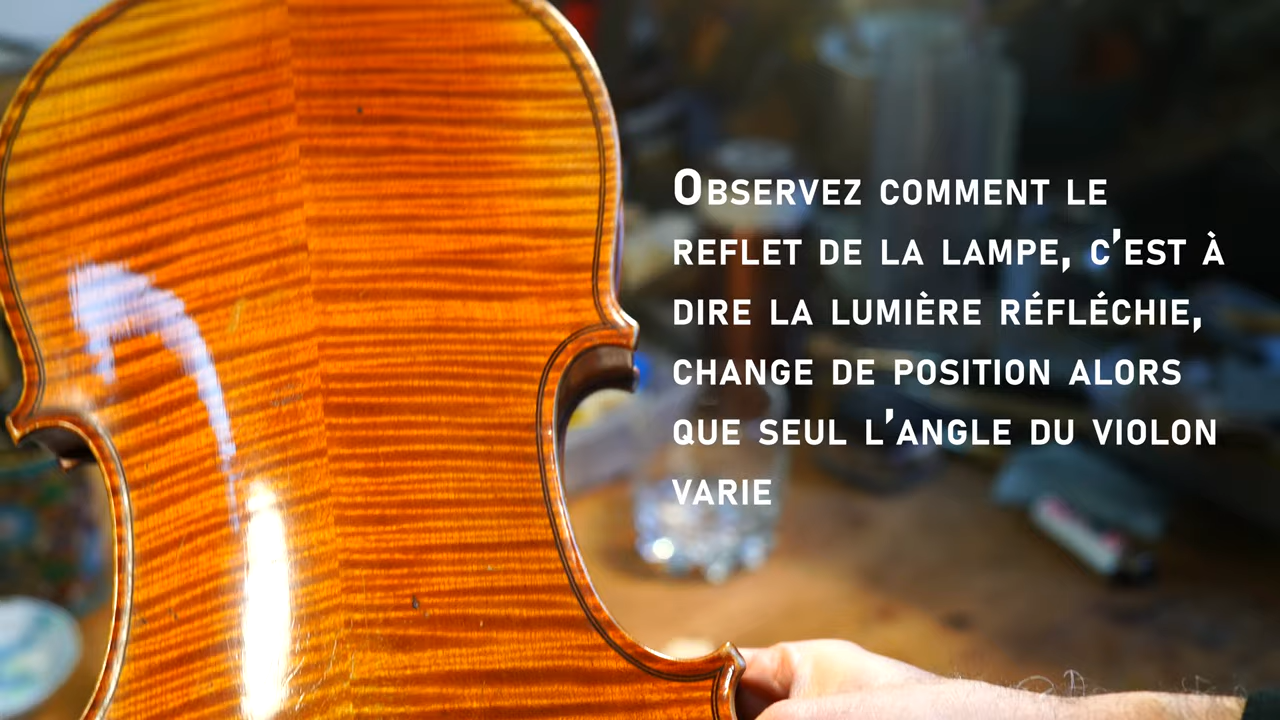 Observez comment le
reflet de la lampe, c'est à
dire la lumière réfléchie,
change de position alors
que seul l'angle du violon
varie